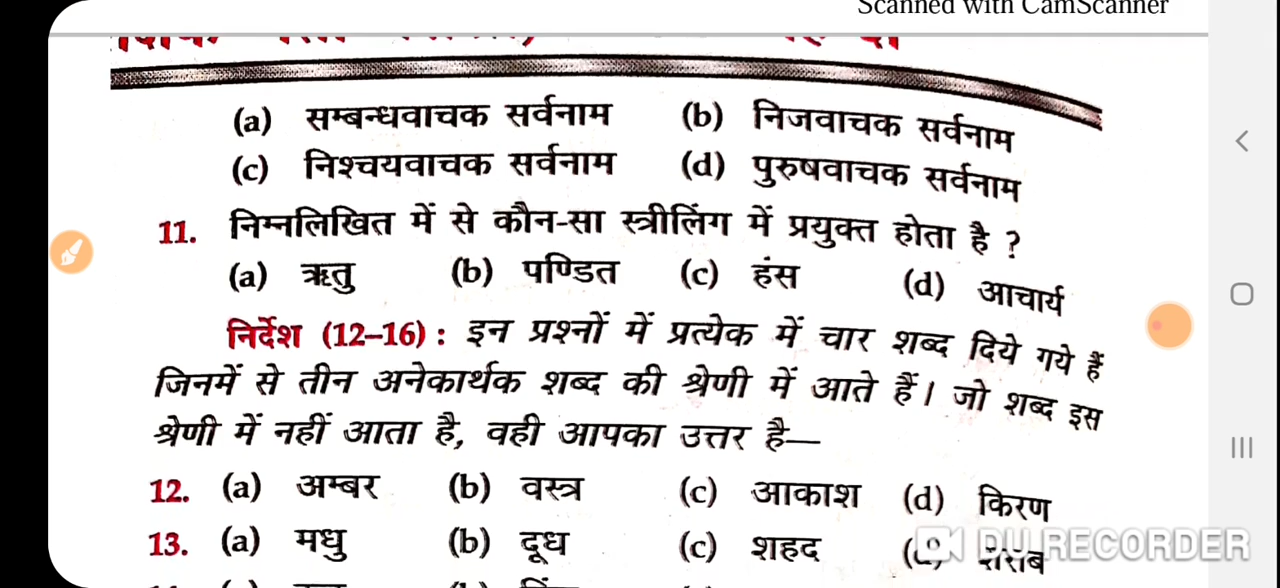 Scanned with CamScanner
(a) सम्बन्धवाचक सर्वनाम (b) निजवाचक सर्वनाम
(c) निश्चयवाचक सर्वनाम (d) पुरुषवाचक सर्वनाम
11. निम्नलिखित में से कौन-सा स्त्रीलिंग में प्रयुक्त होता है ?
(a) ऋतु (b) पण्डित (c) हंस (d) आचार्य
निर्देश (12–16) : इन प्रश्नों में प्रत्येक में चार शब्द दिये गये हैं
जिनमें से तीन अनेकार्थक शब्द की श्रेणी में आते हैं। जो शब्द इस
श्रेणी में नहीं आता है, वही आपका उत्तर है—
12. (a) अम्बर (b) वस्त्र (c) आकाश (d) किरण
13. (a) मधु (b) दूध (c) शहद
DU RECORDER